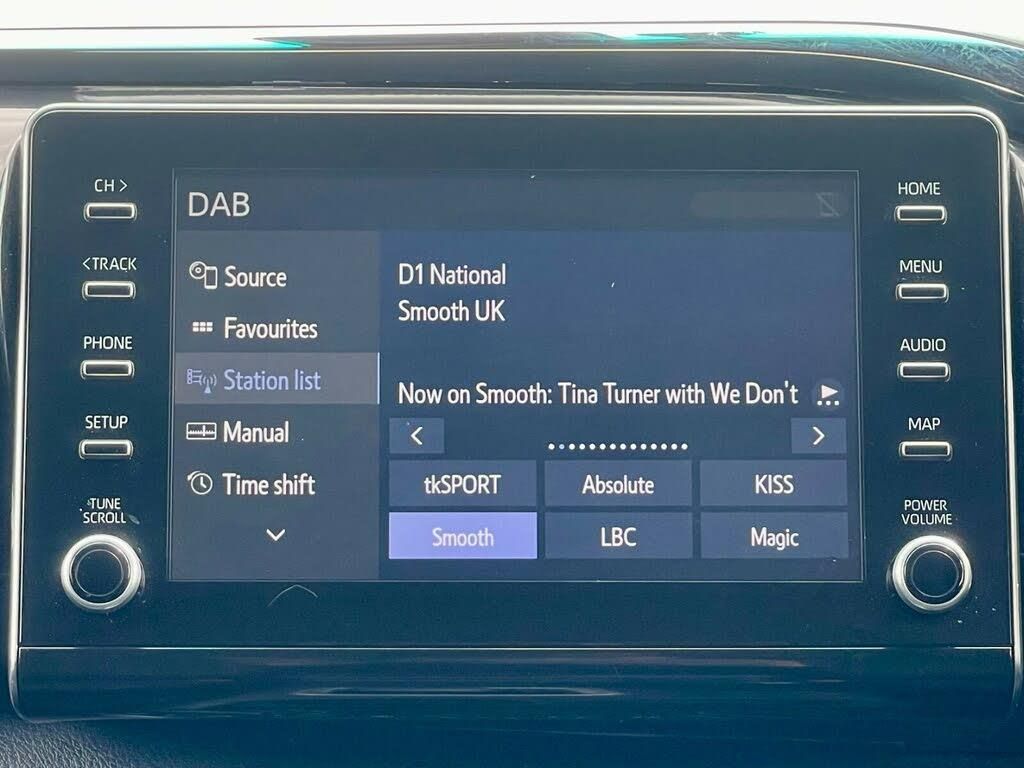 CH >
<TRACK
PHONE
SETUP
TUNE
SCROLL
DAB
Source
Favourites
Station list
Manual
Time shift
D1 National
Smooth UK
Now on Smooth: Tina Turner with We Don't
tkSPORT
Absolute
KISS
Smooth
LBC
Magic
HOME
MENU
AUDIO
MAP
POWER
VOLUME